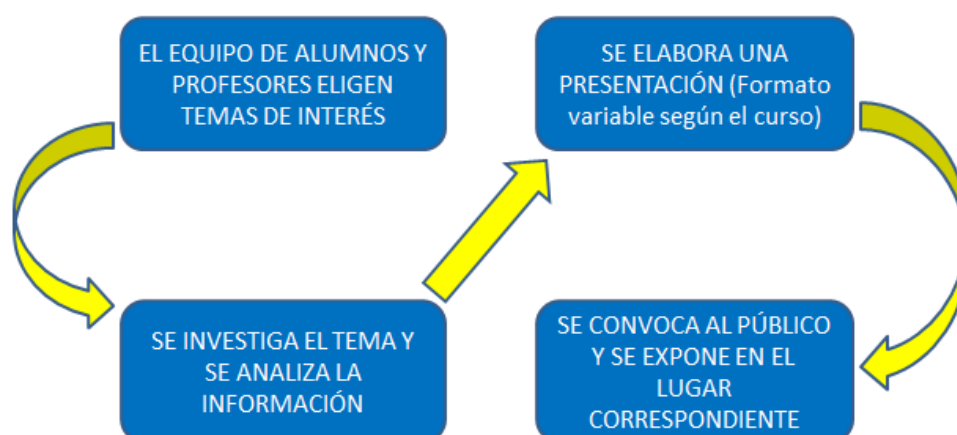 EL EQUIPO DE ALUMNOS Y
PROFESORES ELIGEN
TEMAS DE INTERÉS
SE INVESTIGA EL TEMA Y
SE ANALIZA LA
INFORMACIÓN
SE ELABORA UNA
PRESENTACIÓN (Formato
variable según el curso)
SE CONVOCA AL PÚBLICO
Y SE EXPONE EN EL
LUGAR
CORRESPONDIENTE